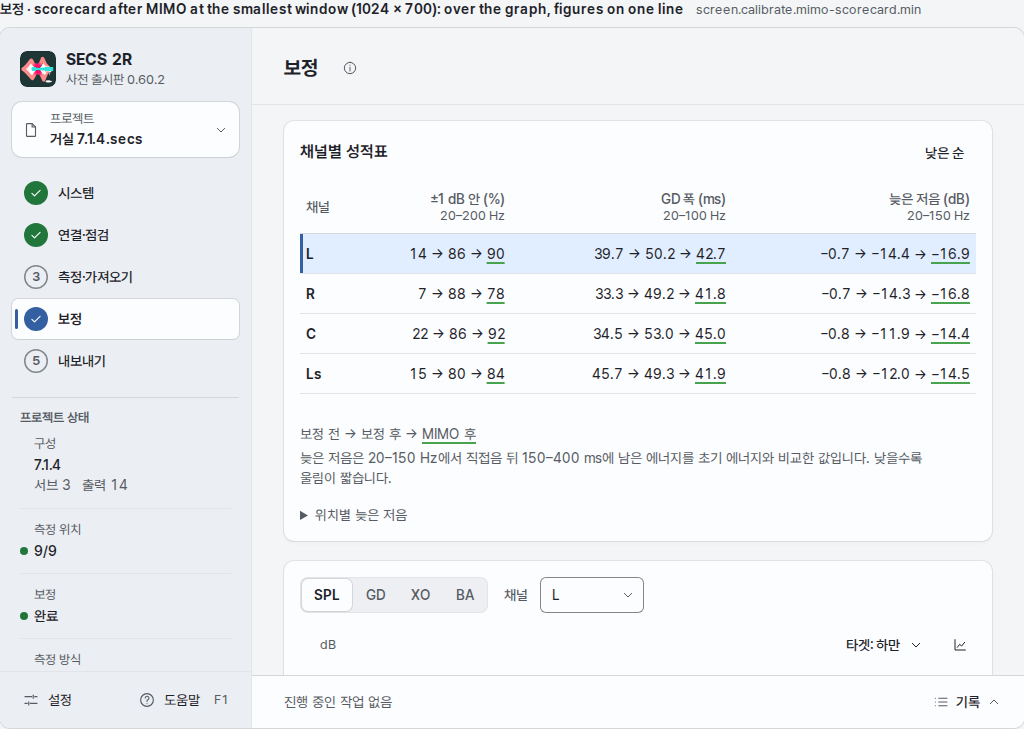 보정 · scorecard after MIMO at the smallest window (1024 × 700): over the graph, figures on one line screen.calibrate.mimo-scorecard.min
SECS 2R
사전 출시판 0.60.2
프로젝트
거실 7.1.4.secs
시스템
연결·점검
3 측정·가져오기
보정
5 내보내기
프로젝트 상태
구성
7.1.4
서브 3 출력 14
측정 위치
9/9
보정
완료
측정 방식
설정 도움말 F1
보정
채널별 성적표 낮은 순
채널 ±1 dB 안 (%) GD 폭 (ms) 늦은 저음 (dB)
20–200 Hz 20–100 Hz 20–150 Hz
L 14 → 86 → 90 39.7 → 50.2 → 42.7 −0.7 → −14.4 → −16.9
R 7 → 88 → 78 33.3 → 49.2 → 41.8 −0.7 → −14.3 → −16.8
C 22 → 86 → 92 34.5 → 53.0 → 45.0 −0.8 → −11.9 → −14.4
Ls 15 → 80 → 84 45.7 → 49.3 → 41.9 −0.8 → −12.0 → −14.5
보정 전 → 보정 후 → MIMO 후
늦은 저음은 20–150 Hz에서 직접음 뒤 150–400 ms에 남은 에너지를 초기 에너지와 비교한 값입니다. 낮을수록
울림이 짧습니다.
▶ 위치별 늦은 저음
SPL GD XO BA 채널 L
dB 타겟: 하만
진행 중인 작업 없음 기록